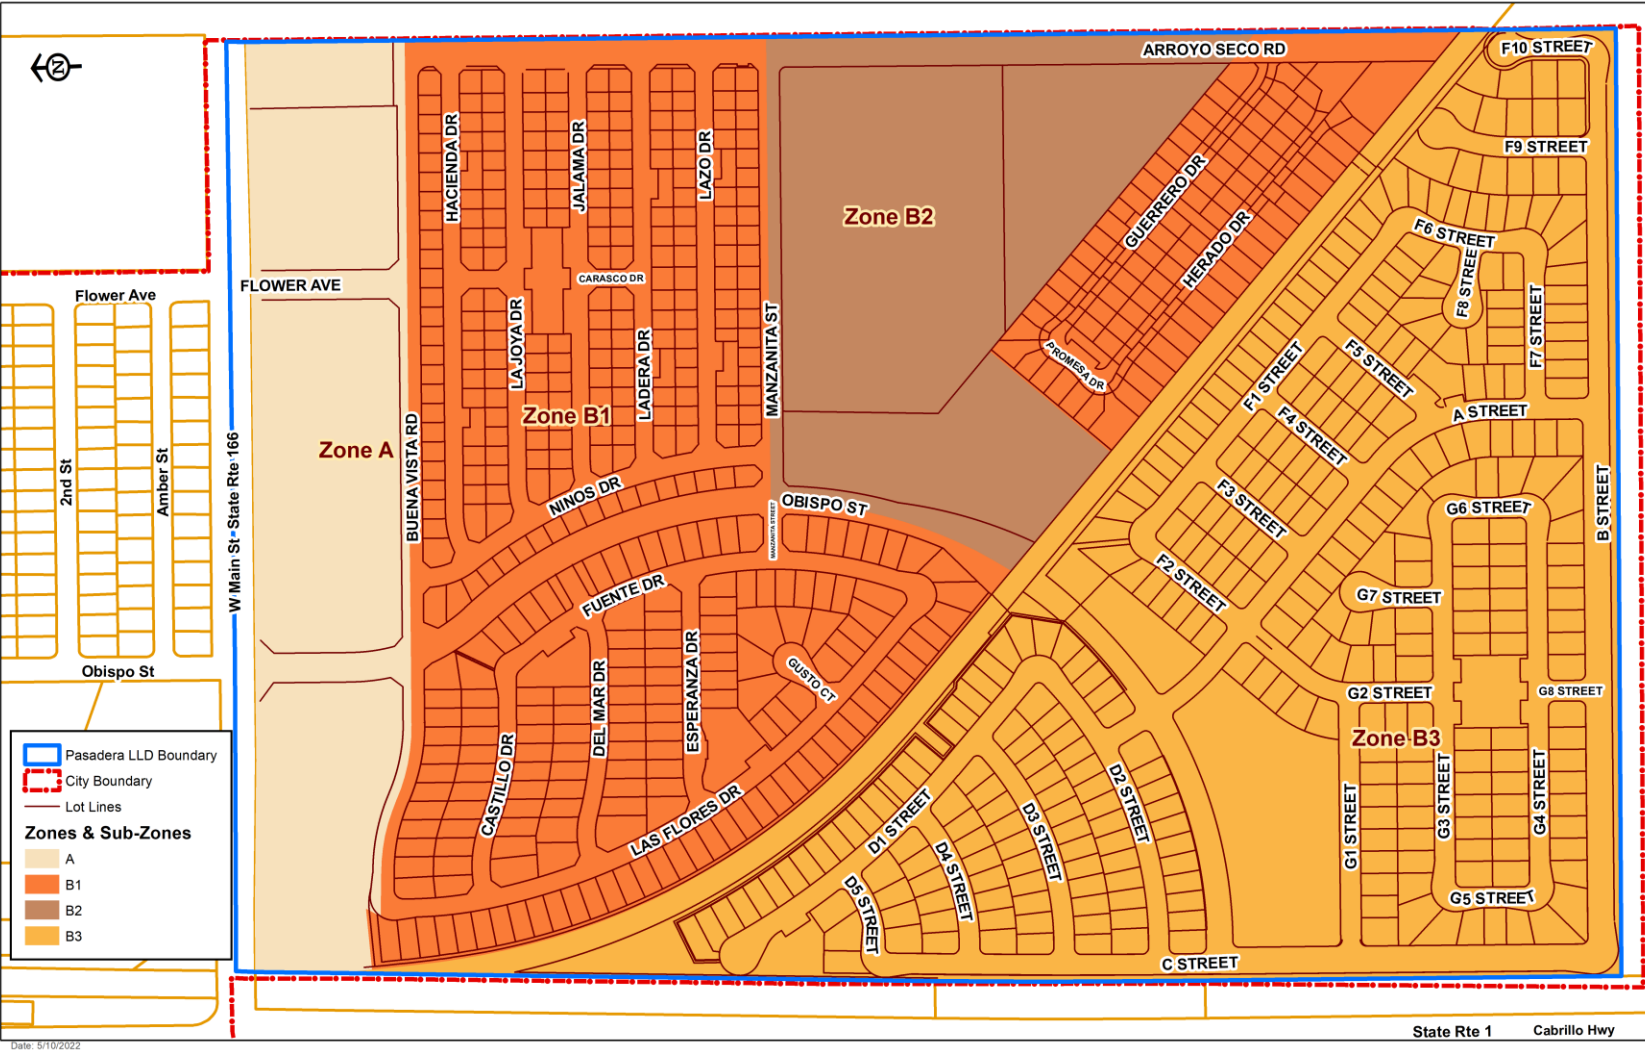 N
ARROYO SECO RD
F10 STREET
F9 STREET
HACIENDA DR
JALAMA DR
LAZO DR
GUERRERO DR
HERADO DR
Zone B2
F6 STREET
F8 STREET
F7 STREET
FLOWER AVE
Flower Ave
CARASCO DR
LA JOYA DR
LADERA DR
MANZANITA ST
PROMESA DR
F1 STREET
F5 STREET
F4 STREET
A STREET
Zone B1
Zone A
BUENA VISTA RD
W Main St State Rte 166
2nd St
Amber St
NINOS DR
OBISPO ST
MANZANITA STREET
F3 STREET
F2 STREET
G6 STREET
B STREET
G7 STREET
FUENTE DR
Obispo St
DEL MAR DR
ESPERANZA DR
GUSTO CT
G2 STREET
G8 STREET
Zone B3
CASTILLO DR
LAS FLORES DR
D1 STREET
D2 STREET
D3 STREET
D4 STREET
D5 STREET
G1 STREET
G3 STREET
G4 STREET
G5 STREET
C STREET
Pasadera LLD Boundary
City Boundary
Lot Lines
Zones & Sub-Zones
A
B1
B2
B3
State Rte 1
Cabrillo Hwy
Date: 5/10/2022